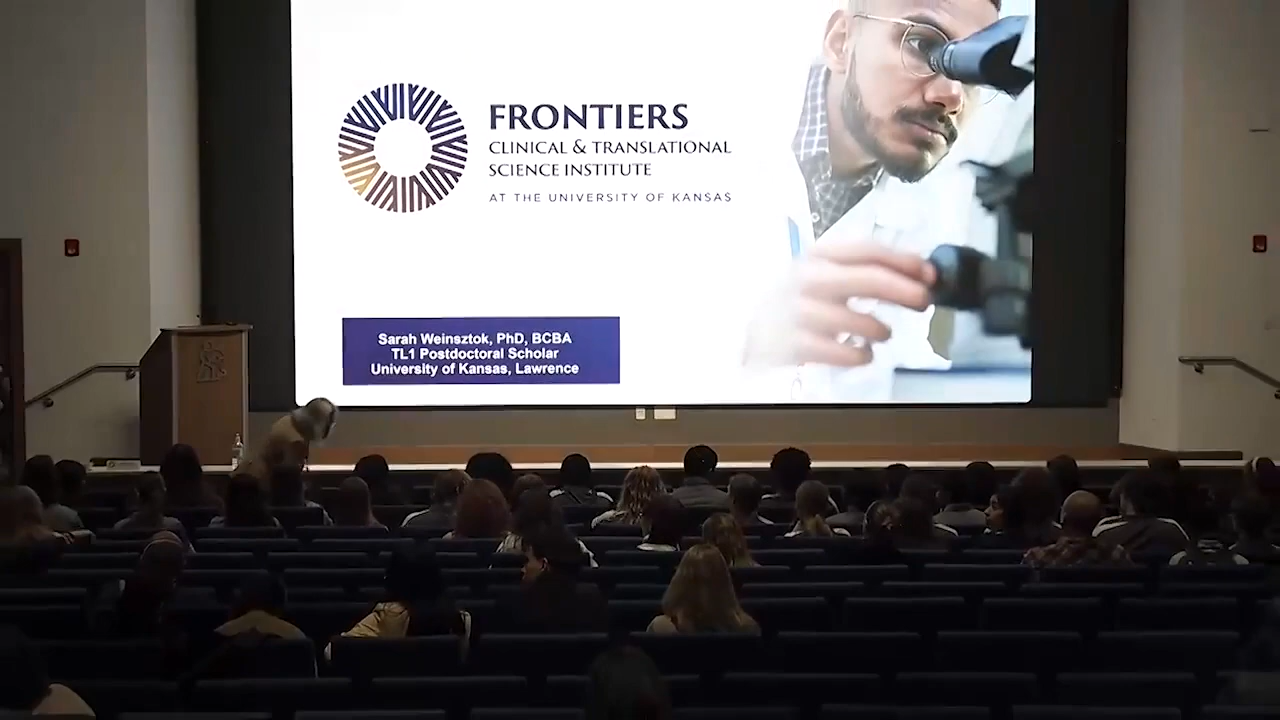 FRONTIERS
CLINICAL & TRANSLATIONAL
SCIENCE INSTITUTE
AT THE UNIVERSITY OF KANSAS
Sarah Weinsztok, PhD, BCBA
TL1 Postdoctoral Scholar
University of Kansas, Lawrence